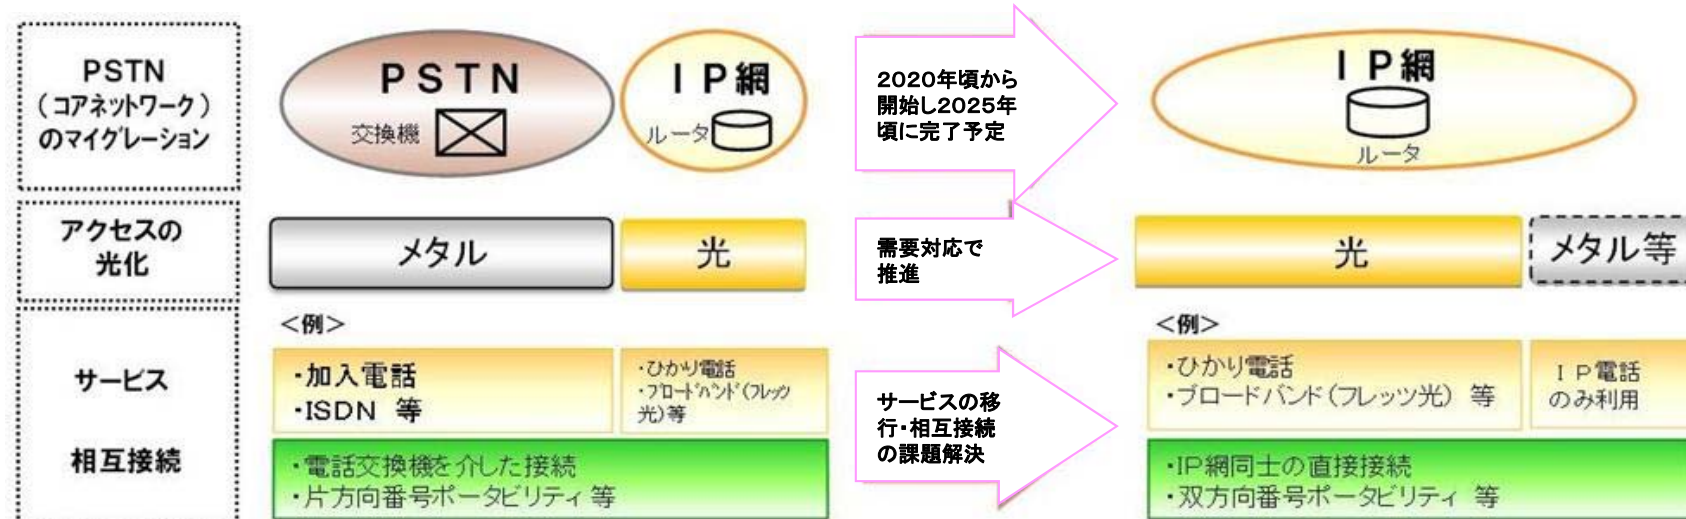 PSTN
(コアネットワーク)
のマイグレーション
PSTN
交換機
IP網
ルータ
2020年頃から
開始し2025年
頃に完了予定
IP網
ルータ
アクセスの
光化
メタル
光
需要対応で
推進
光
メタル等
サービス
相互接続
<例>
・加入電話
・ISDN 等
・ひかり電話
・ブロードバンド(フレッツ
光)等
・電話交換機を介した接続
・片方向番号ポータビリティ 等
サービスの移
行・相互接続
の課題解決
<例>
・ひかり電話
・ブロードバンド(フレッツ光) 等
IP電話
のみ利用
・IP網同士の直接接続
・双方向番号ポータビリティ 等